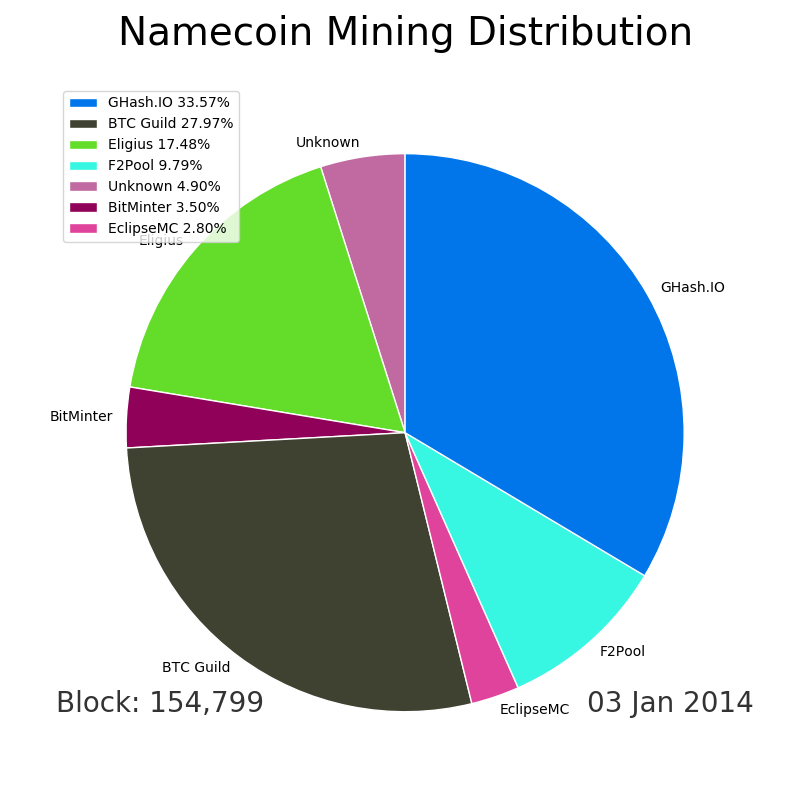 Namecoin Mining Distribution
GHash.IO 33.57%
BTC Guild 27.97%
Eligius 17.48%
F2Pool 9.79%
Unknown 4.90%
BitMinter 3.50%
EclipseMC 2.80%
Unknown
Eligius
GHash.IO
BitMinter
F2Pool
BTC Guild
EclipseMC
Block: 154,799
03 Jan 2014